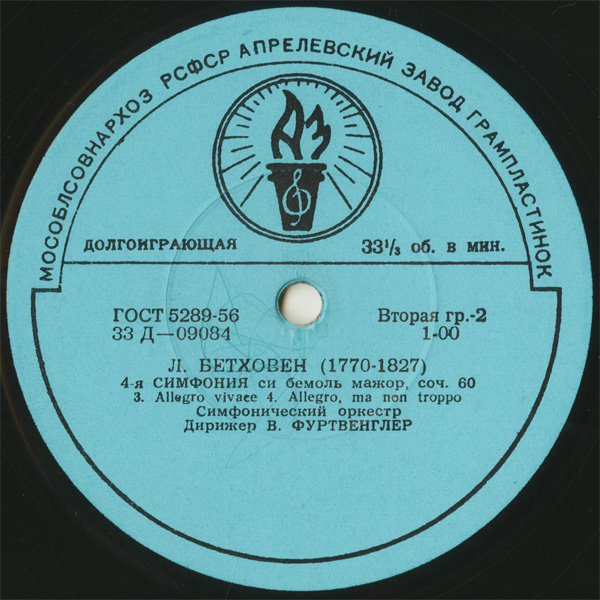 МОСОБЛСОВНАРХОЗ РСФСР АПРЕЛЕВСКИЙ ЗАВОД ГРАМПЛАСТИНОК
АЗ
ДОЛГОИГРАЮЩАЯ 33⅓ об. в мин.
ГОСТ 5289-56 Вторая гр.-2
33 Д—09084 1-00
Л. БЕТХОВЕН (1770-1827)
4-я СИМФОНИЯ си бемоль мажор, соч. 60
3. Allegro vivace 4. Allegro, ma non troppo
Симфонический оркестр
Дирижер В. ФУРТВЕНГЛЕР